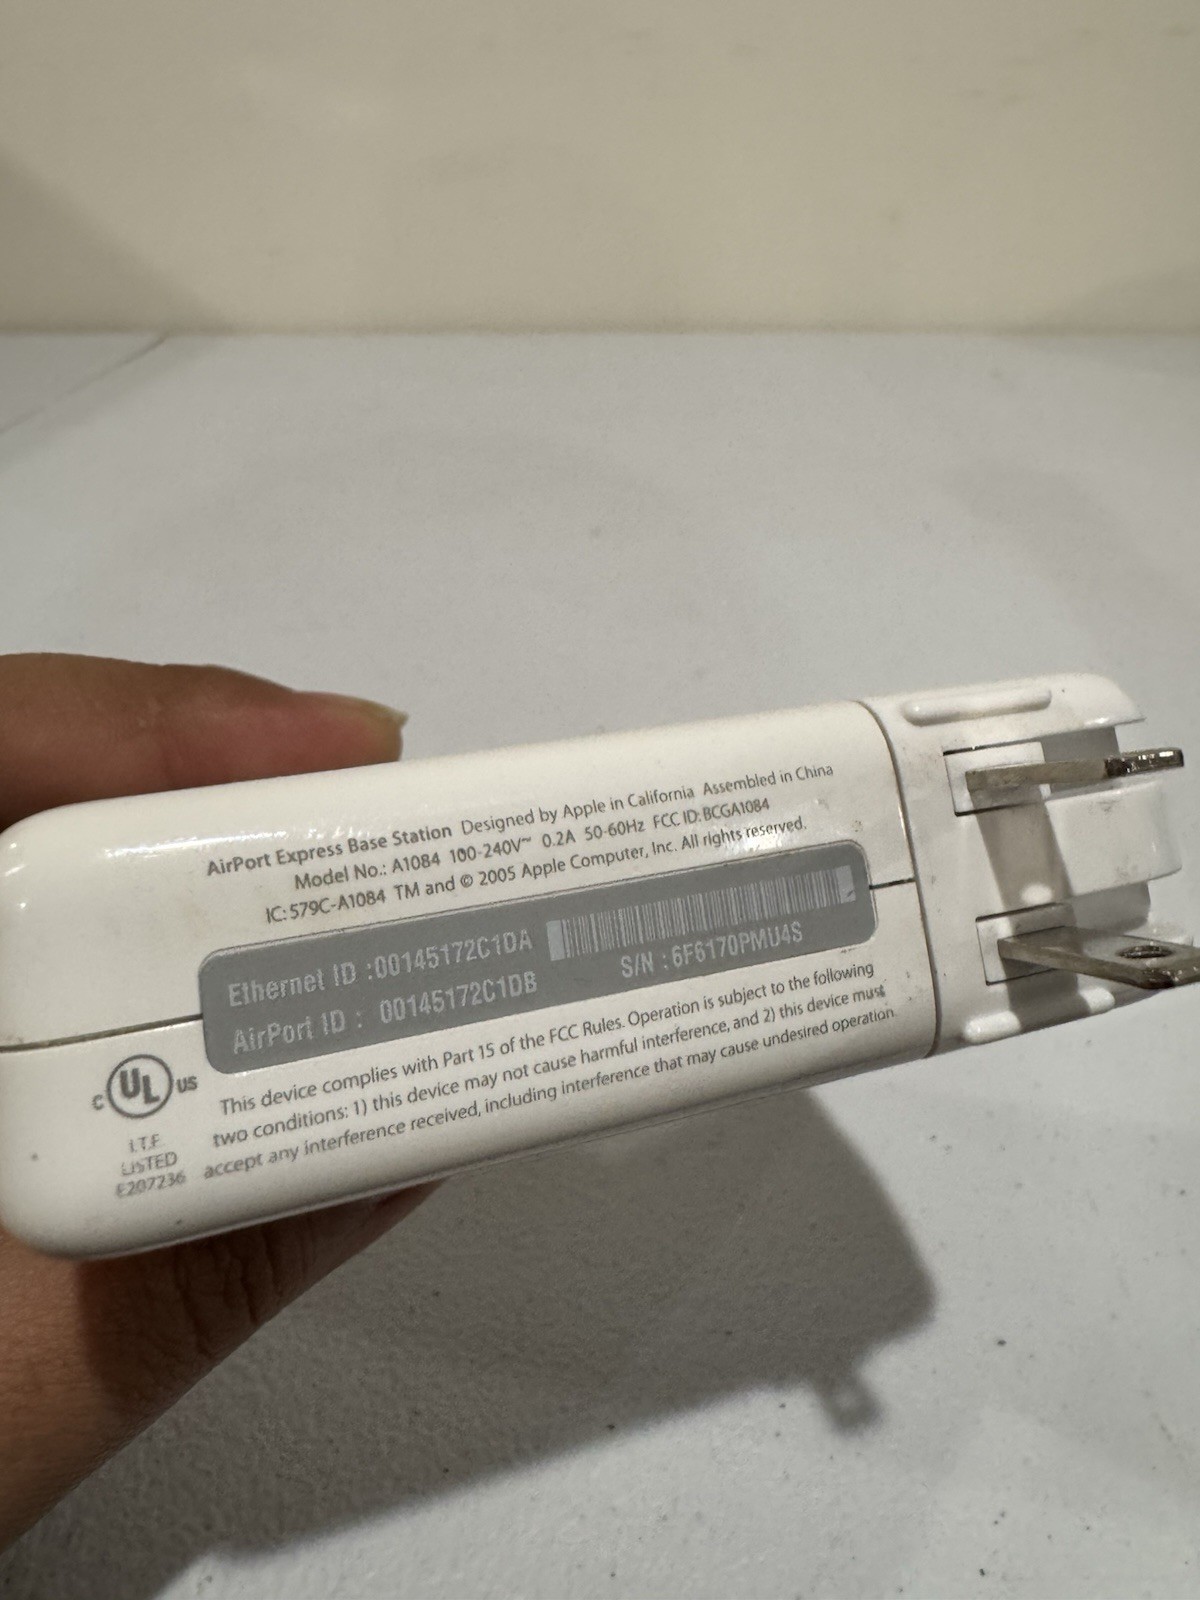 AirPort Express Base Station Designed by Apple in California Assembled in China
Model No.: A1084 100-240V~ 0.2A 50-60Hz FCC ID: BCGA1084
IC: 579C-A1084 TM and © 2005 Apple Computer, Inc. All rights reserved.
Ethernet ID :00145172C1DA
AirPort ID : 00145172C1DB
S/N : 6F6170PMU4S
This device complies with Part 15 of the FCC Rules. Operation is subject to the following
two conditions: 1) this device may not cause harmful interference, and 2) this device must
accept any interference received, including interference that may cause undesired operation.
C UL US
I.T.E.
LISTED
E207236